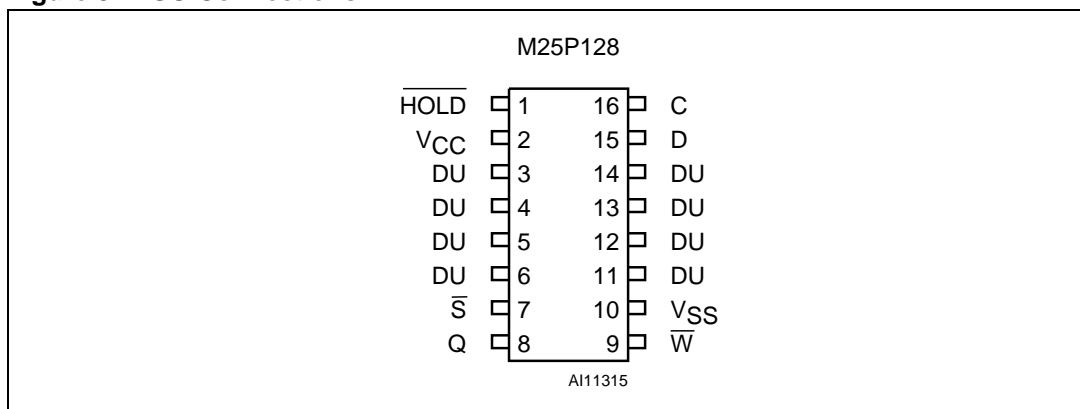 M25P128
HOLD 1 16 C
VCC 2 15 D
DU 3 14 DU
DU 4 13 DU
DU 5 12 DU
DU 6 11 DU
S 7 10 VSS
Q 8 9 W
AI11315